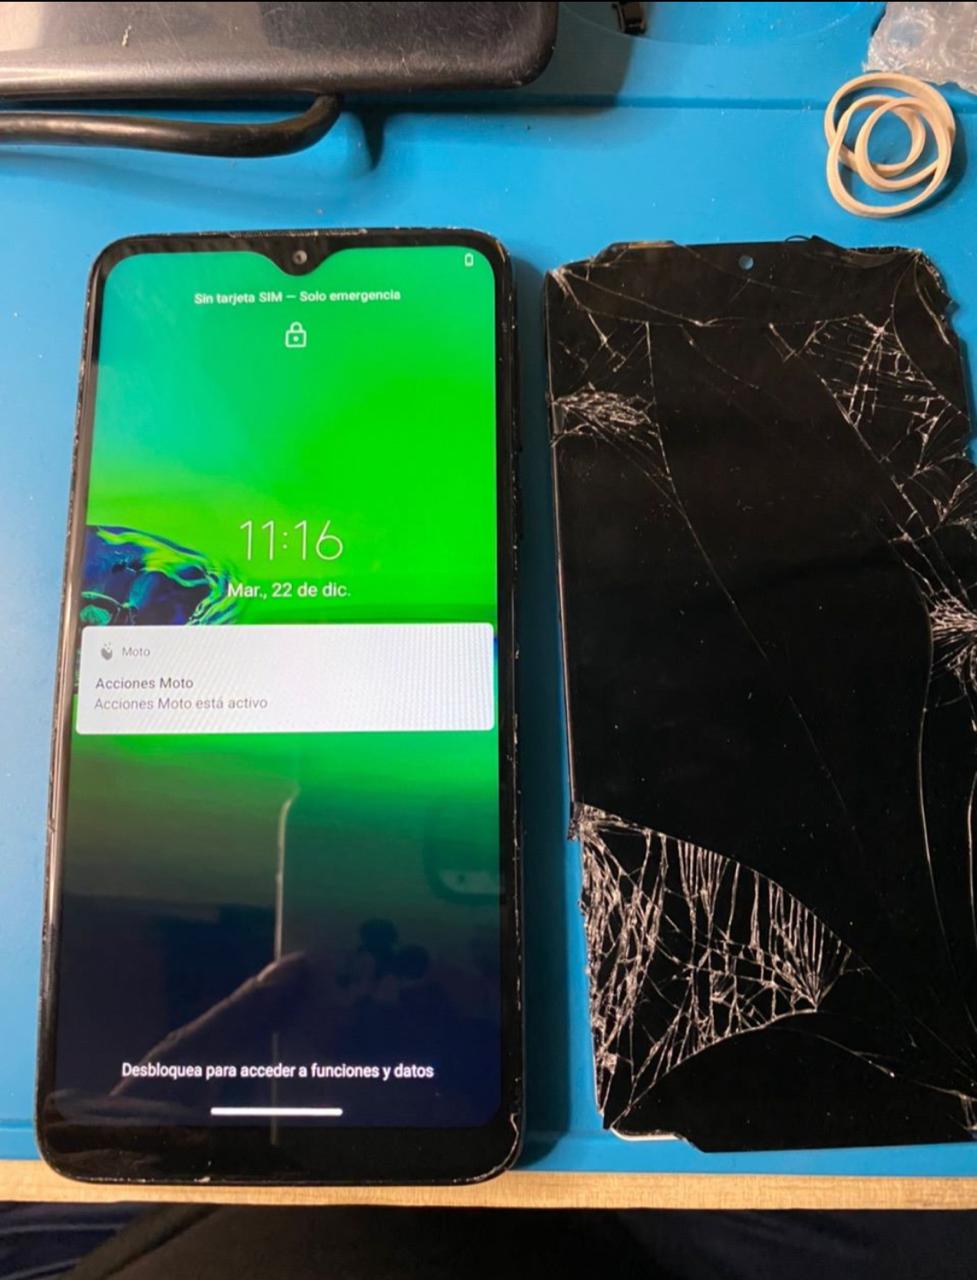 Sin tarjeta SIM — Solo emergencia
11:16
Mar., 22 de dic.
Moto
Acciones Moto
Acciones Moto está activo
Desbloquea para acceder a funciones y datos